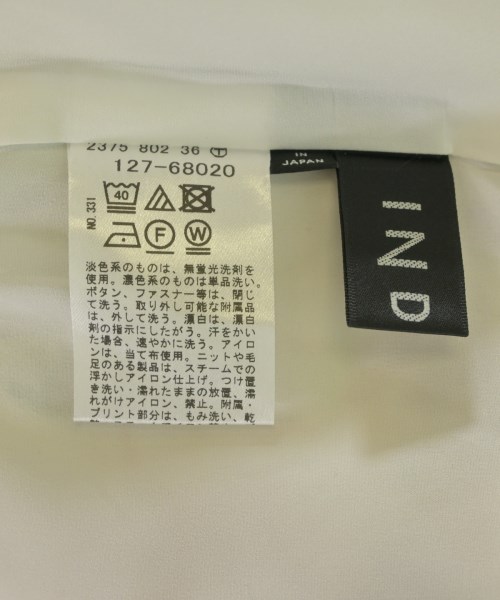 2375 802 36 T
127-68020
IN
JAPAN
NO.331
40
F W
IND
淡色系のものは、無蛍光洗剤を
使用。濃色系のものは単品洗い。
ボタン、ファスナー等は、閉じ
て洗う。取り外し可能な附属品
は、外して洗う。漂白は、漂白
剤の指示にしたがう。汗をかい
た場合、速やかに洗う。アイロ
ンは、当て布使用。ニットや毛
足のある製品は、スチームでの
浮かしアイロン仕上げ。つけ置
き洗い・濡れたままの放置、濡
れがけアイロン、禁止。附属・
プリント部分は、もみ洗い、乾